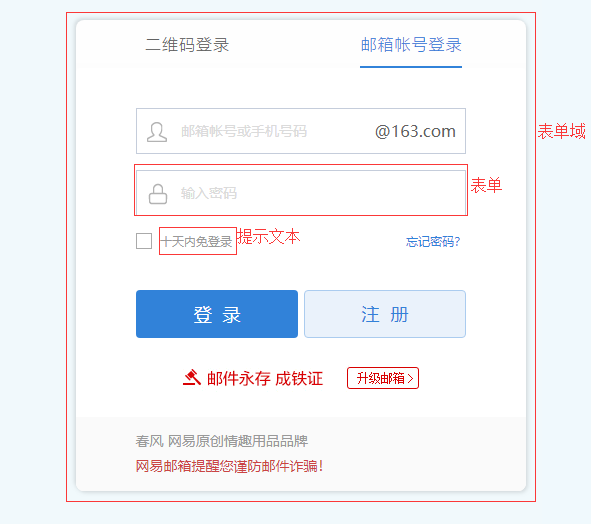 二维码登录 邮箱帐号登录
邮箱帐号或手机号码 @163.com 表单域
输入密码 表单
十天内免登录 提示文本 忘记密码?
登 录 注 册
邮件永存 成铁证 升级邮箱 >
春风 网易原创情趣用品品牌
网易邮箱提醒您谨防邮件诈骗!